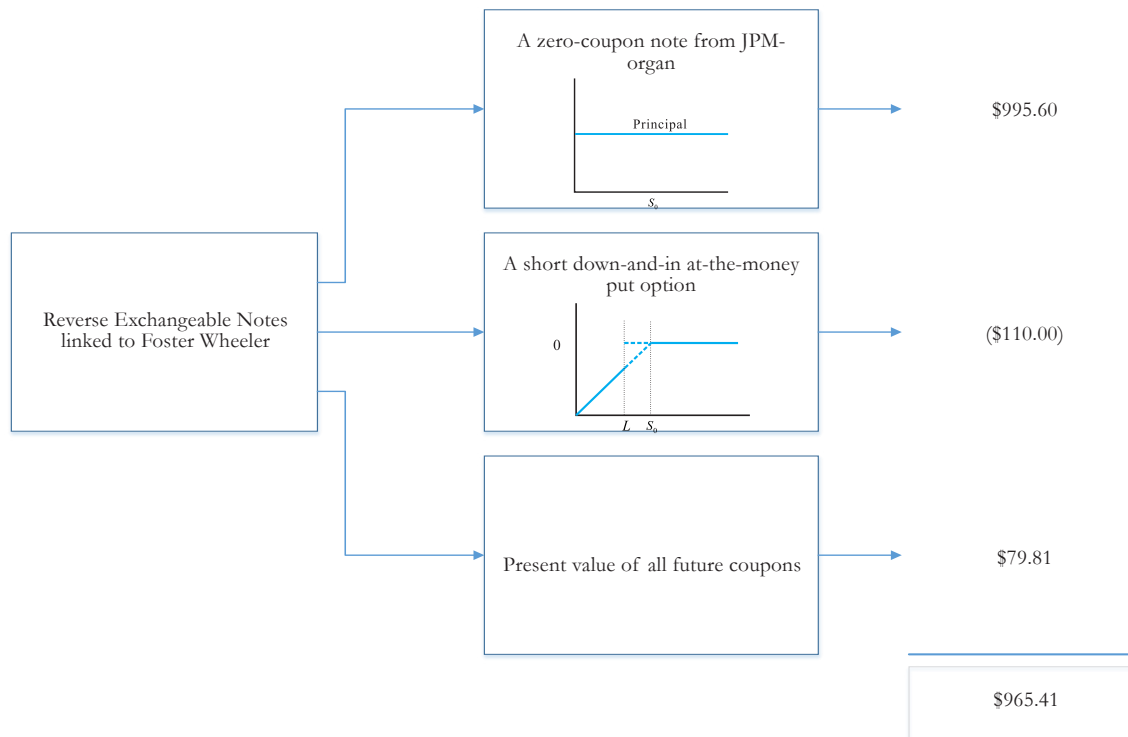 A zero-coupon note from JPM-
organ
Principal
S₀
$995.60
Reverse Exchangeable Notes
linked to Foster Wheeler
A short down-and-in at-the-money
put option
0
L S₀
($110.00)
Present value of all future coupons
$79.81
$965.41